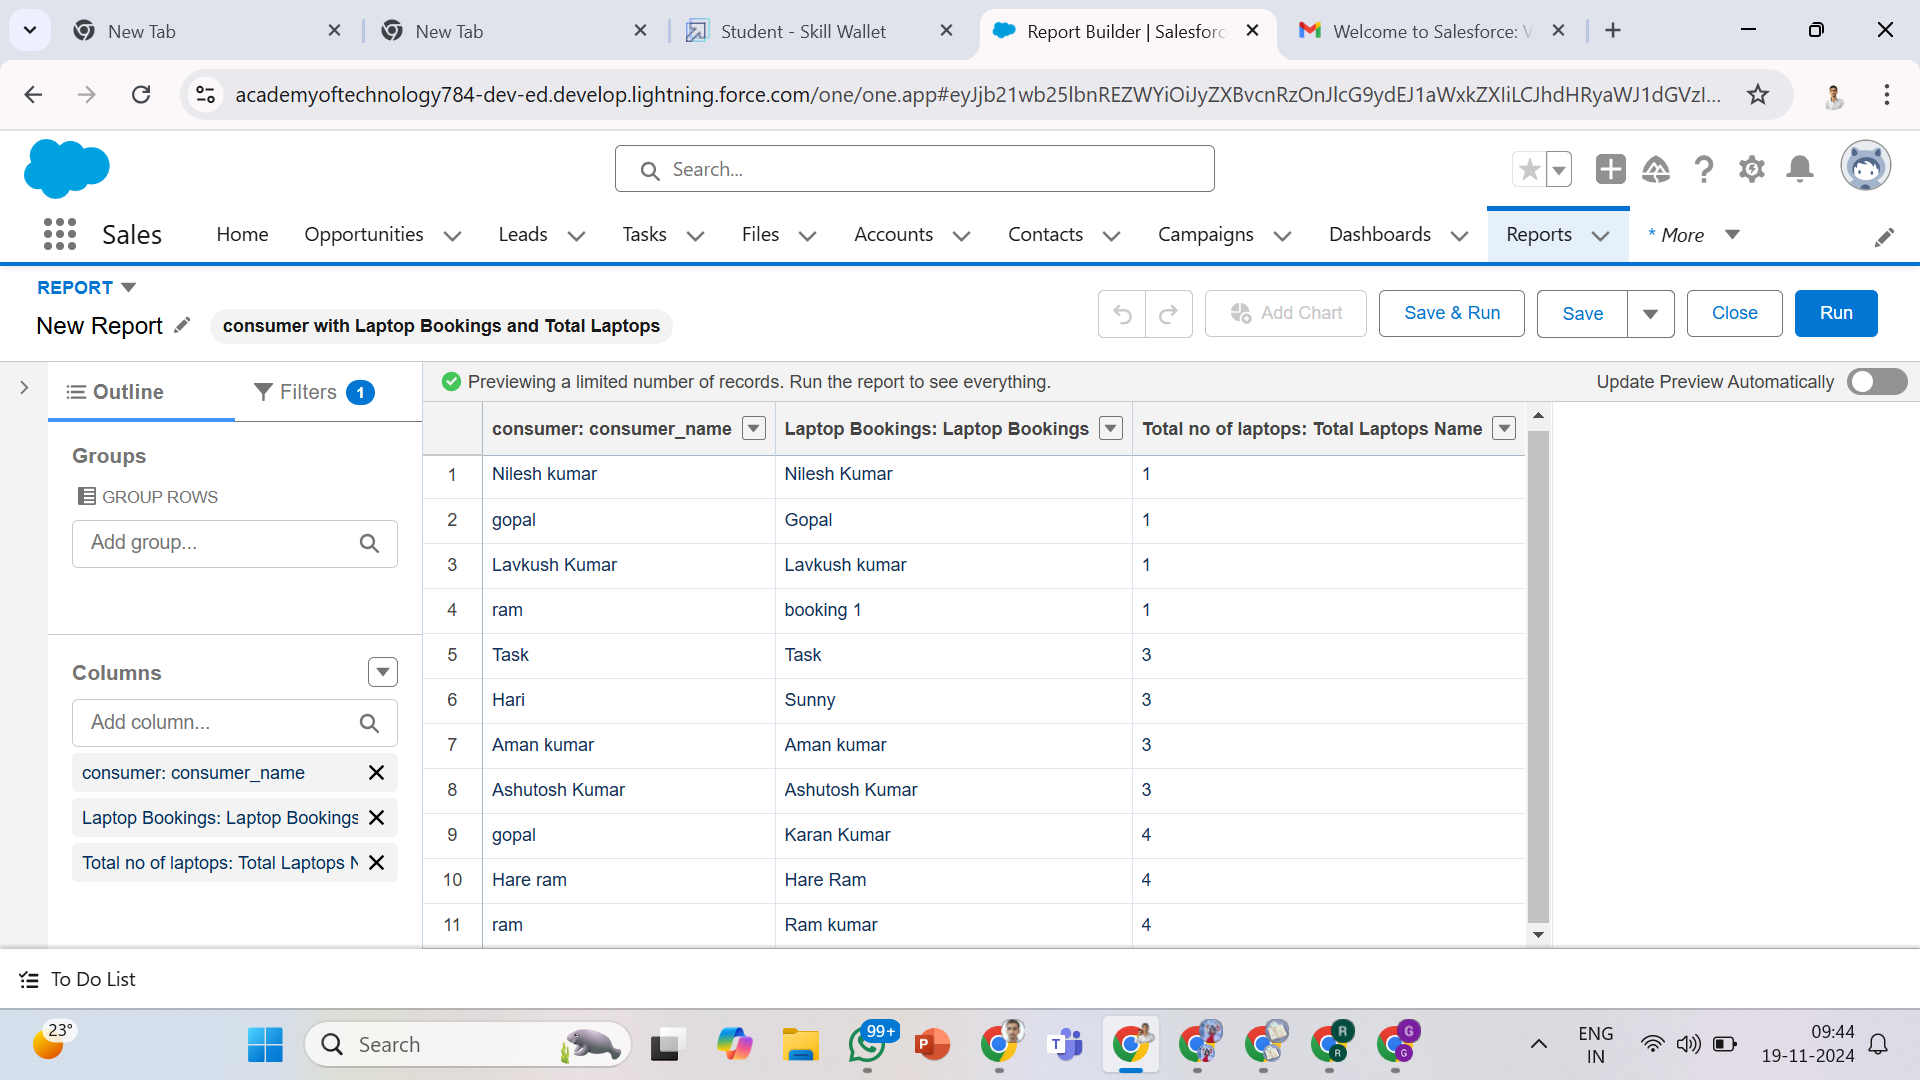 New Tab
New Tab
Student - Skill Wallet
Report Builder | Salesforc
Welcome to Salesforce: V
academyoftechnology784-dev-ed.develop.lightning.force.com/one/one.app#eyJjb21wb25lbnREZWYiOiJyZXBvcnRzOnJlcG9ydEJ1aWxkZXIiLCJhdHRyaWJ1dGVzI...
Search...
Sales
Home
Opportunities
Leads
Tasks
Files
Accounts
Contacts
Campaigns
Dashboards
Reports
* More
REPORT
New Report
consumer with Laptop Bookings and Total Laptops
Add Chart
Save & Run
Save
Close
Run
Outline
Filters 1
Previewing a limited number of records. Run the report to see everything.
Update Preview Automatically
Groups
GROUP ROWS
Add group...
Columns
Add column...
consumer: consumer_name
Laptop Bookings: Laptop Bookings
Total no of laptops: Total Laptops N
consumer: consumer_name Laptop Bookings: Laptop Bookings Total no of laptops: Total Laptops Name
1 Nilesh kumar Nilesh Kumar 1
2 gopal Gopal 1
3 Lavkush Kumar Lavkush kumar 1
4 ram booking 1 1
5 Task Task 3
6 Hari Sunny 3
7 Aman kumar Aman kumar 3
8 Ashutosh Kumar Ashutosh Kumar 3
9 gopal Karan Kumar 4
10 Hare ram Hare Ram 4
11 ram Ram kumar 4
To Do List
23°
Search
99+
P
T
R
R
G
G
ENG
IN
09:44
19-11-2024